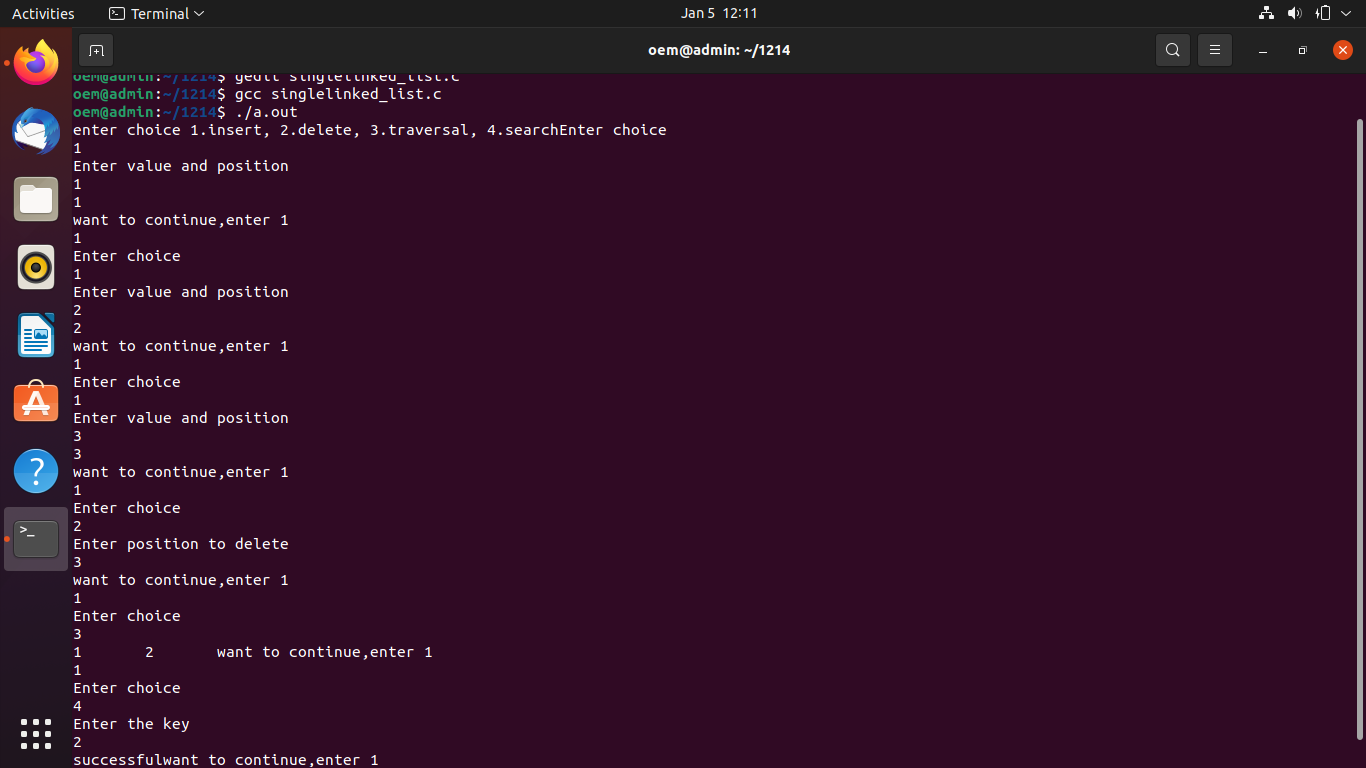 Activities Terminal Jan 5 12:11
oem@admin: ~/1214
oem@admin:~/1214$ gedit singlelinked_list.c
oem@admin:~/1214$ gcc singlelinked_list.c
oem@admin:~/1214$ ./a.out
enter choice 1.insert, 2.delete, 3.traversal, 4.searchEnter choice
1
Enter value and position
1
1
want to continue,enter 1
1
Enter choice
1
Enter value and position
2
2
want to continue,enter 1
1
Enter choice
1
Enter value and position
3
3
want to continue,enter 1
1
Enter choice
2
Enter position to delete
3
want to continue,enter 1
1
Enter choice
3
1 2 want to continue,enter 1
1
Enter choice
4
Enter the key
2
successfulwant to continue,enter 1